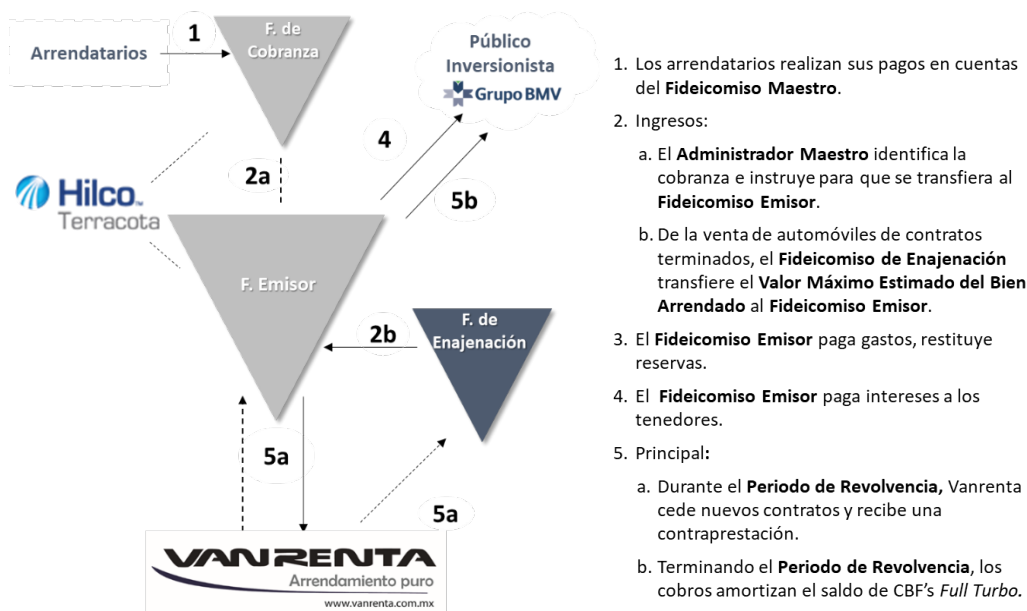 Arrendatarios
1
F. de
Cobranza
Público
Inversionista
Grupo BMV
2a
4
5b
Hilco
Terracota
F. Emisor
2b
F. de
Enajenación
5a
5a
VANRENTA
Arrendamiento puro
www.vanrenta.com.mx
1. Los arrendatarios realizan sus pagos en cuentas
del Fideicomiso Maestro.
2. Ingresos:
a. El Administrador Maestro identifica la
cobranza e instruye para que se transfiera al
Fideicomiso Emisor.
b. De la venta de automóviles de contratos
terminados, el Fideicomiso de Enajenación
transfiere el Valor Máximo Estimado del Bien
Arrendado al Fideicomiso Emisor.
3. El Fideicomiso Emisor paga gastos, restituye
reservas.
4. El Fideicomiso Emisor paga intereses a los
tenedores.
5. Principal:
a. Durante el Periodo de Revolvencia, Vanrenta
cede nuevos contratos y recibe una
contraprestación.
b. Terminando el Periodo de Revolvencia, los
cobros amortizan el saldo de CBF's Full Turbo.